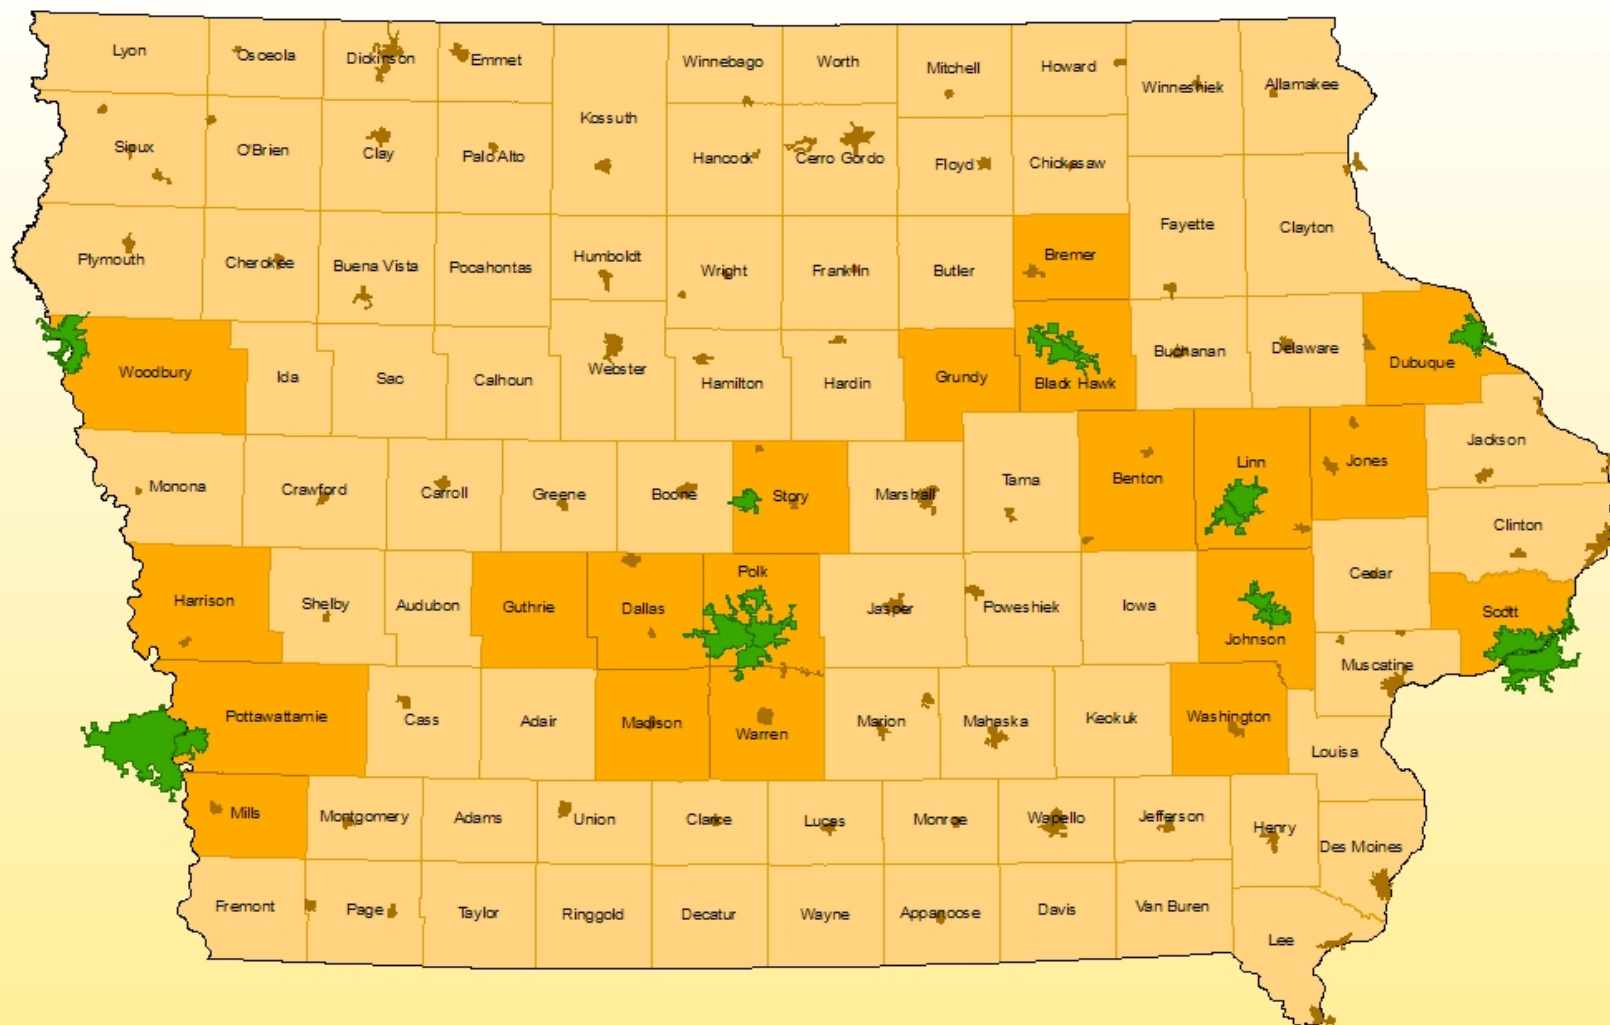 Lyon
Osceola
Dickinson
Emmet
Kossuth
Winnebago
Worth
Mitchell
Howard
Winneshiek
Allamakee
Sioux
O'Brien
Clay
Palo Alto
Hancock
Cerro Gordo
Floyd
Chickasaw
Fayette
Clayton
Plymouth
Cherokee
Buena Vista
Pocahontas
Humboldt
Wright
Franklin
Butler
Bremer
Woodbury
Ida
Sac
Calhoun
Webster
Hamilton
Hardin
Grundy
Black Hawk
Buchanan
Delaware
Dubuque
Monona
Crawford
Carroll
Greene
Boone
Story
Marshall
Tama
Benton
Linn
Jones
Jackson
Clinton
Harrison
Shelby
Audubon
Guthrie
Dallas
Polk
Jasper
Poweshiek
Iowa
Johnson
Cedar
Scott
Muscatine
Pottawattamie
Cass
Adair
Madison
Warren
Marion
Mahaska
Keokuk
Washington
Louisa
Mills
Montgomery
Adams
Union
Clarke
Lucas
Monroe
Wapello
Jefferson
Henry
Des Moines
Fremont
Page
Taylor
Ringgold
Decatur
Wayne
Appanoose
Davis
Van Buren
Lee